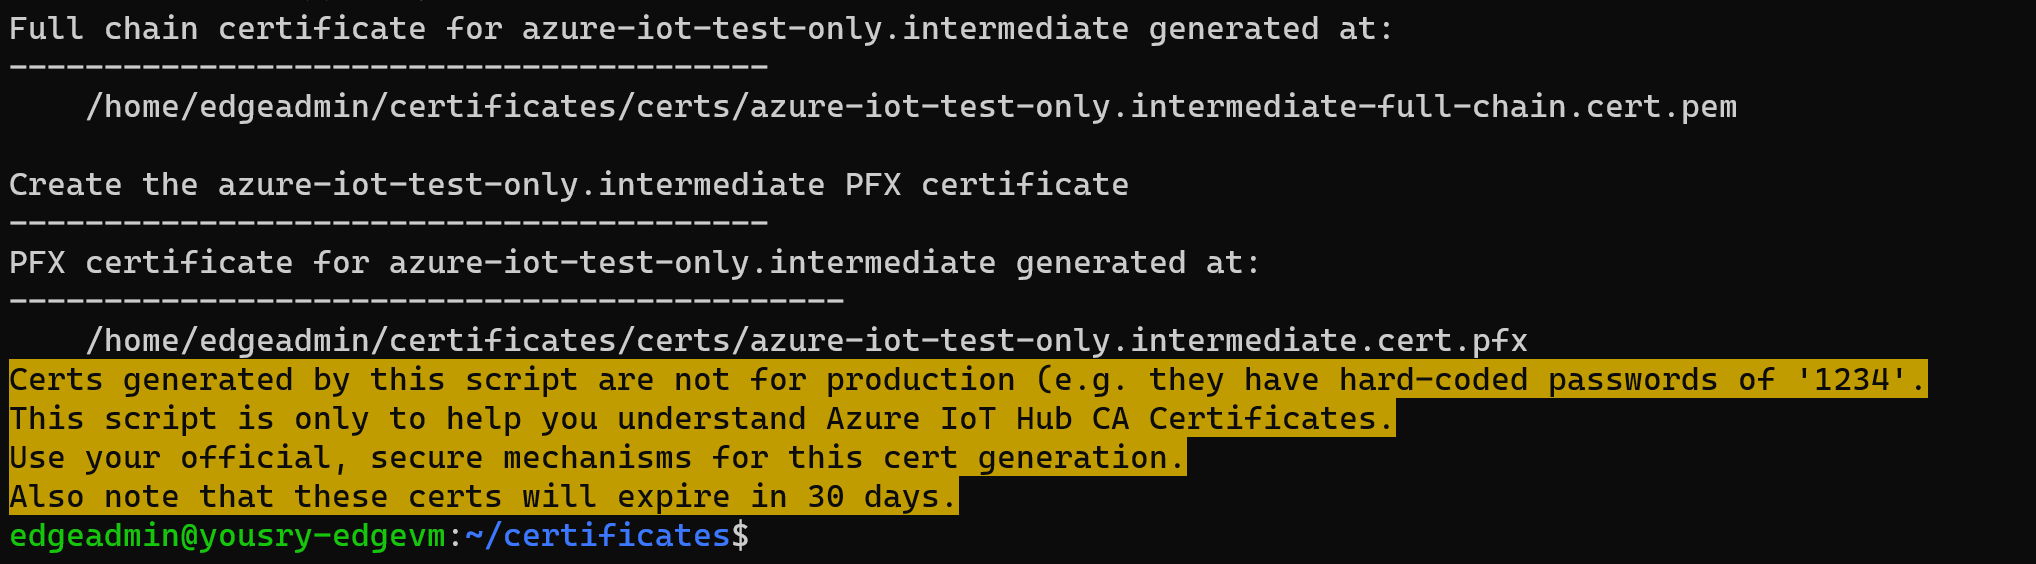 Full chain certificate for azure-iot-test-only.intermediate generated at:
----------------------------------------
    /home/edgeadmin/certificates/certs/azure-iot-test-only.intermediate-full-chain.cert.pem

Create the azure-iot-test-only.intermediate PFX certificate
----------------------------------------
PFX certificate for azure-iot-test-only.intermediate generated at:
--------------------------------------------
    /home/edgeadmin/certificates/certs/azure-iot-test-only.intermediate.cert.pfx
Certs generated by this script are not for production (e.g. they have hard-coded passwords of '1234'.
This script is only to help you understand Azure IoT Hub CA Certificates.
Use your official, secure mechanisms for this cert generation.
Also note that these certs will expire in 30 days.
edgeadmin@yousry-edgevm:~/certificates$